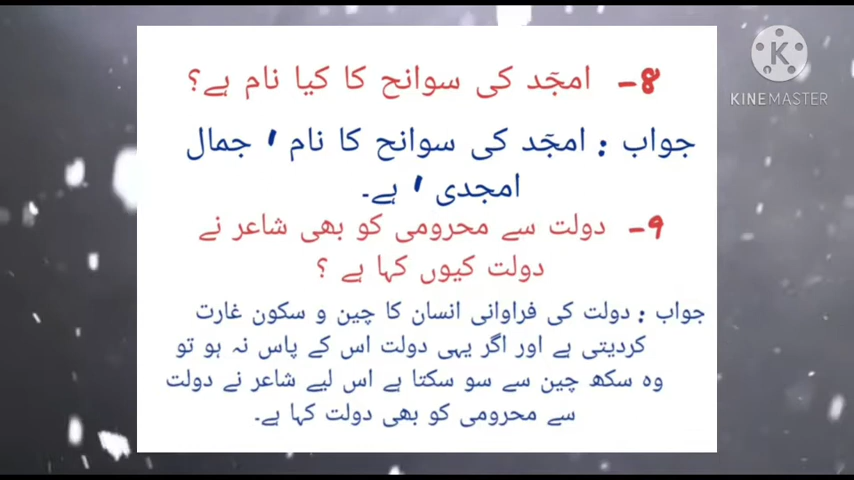 8- امجؔد کی سوانح کا کیا نام ہے؟
جواب : امجؔد کی سوانح کا نام ' جمال
امجدی ' ہے۔
9- دولت سے محرومی کو بھی شاعر نے
دولت کیوں کہا ہے ؟
جواب : دولت کی فراوانی انسان کا چین و سکون غارت
کردیتی ہے اور اگر یہی دولت اس کے پاس نہ ہو تو
وہ سکھ چین سے سو سکتا ہے اس لیے شاعر نے دولت
سے محرومی کو بھی دولت کہا ہے۔
K
KINEMASTER